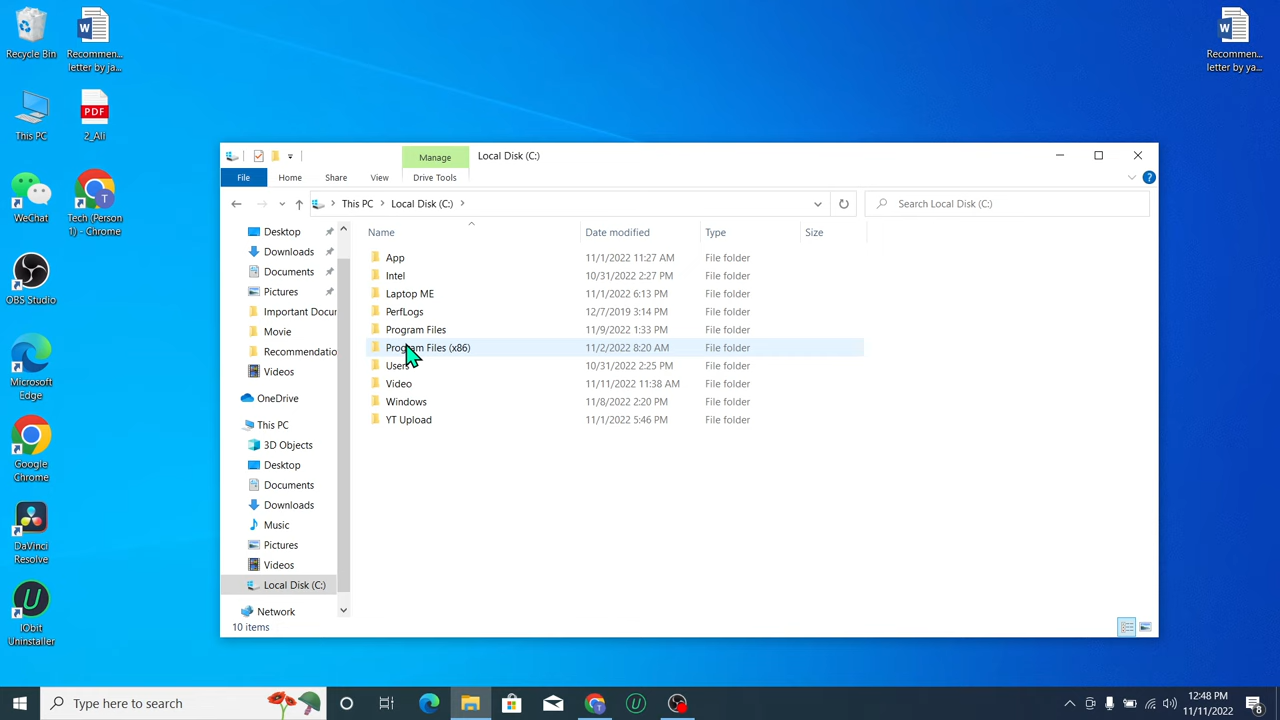 Recycle Bin
Recommen...
letter by ja...
Recommen...
letter by ya...
This PC
PDF
2_Ali
WeChat
Tech (Person
1) - Chrome
OBS Studio
Microsoft
Edge
Google
Chrome
DaVinci
Resolve
IObit
Uninstaller
Manage
Local Disk (C:)
File
Home
Share
View
Drive Tools
This PC
Local Disk (C:)
Search Local Disk (C:)
Desktop
Downloads
Documents
Pictures
Important Docur
Movie
Recommendatio
Videos
OneDrive
This PC
3D Objects
Desktop
Documents
Downloads
Music
Pictures
Videos
Local Disk (C:)
Network
Name Date modified Type Size
App 11/1/2022 11:27 AM File folder
Intel 10/31/2022 2:27 PM File folder
Laptop ME 11/1/2022 6:13 PM File folder
PerfLogs 12/7/2019 3:14 PM File folder
Program Files 11/9/2022 1:33 PM File folder
Program Files (x86) 11/2/2022 8:20 AM File folder
Users 10/31/2022 2:25 PM File folder
Video 11/11/2022 11:38 AM File folder
Windows 11/8/2022 2:20 PM File folder
YT Upload 11/1/2022 5:46 PM File folder
10 items
Type here to search
12:48 PM
11/11/2022
8